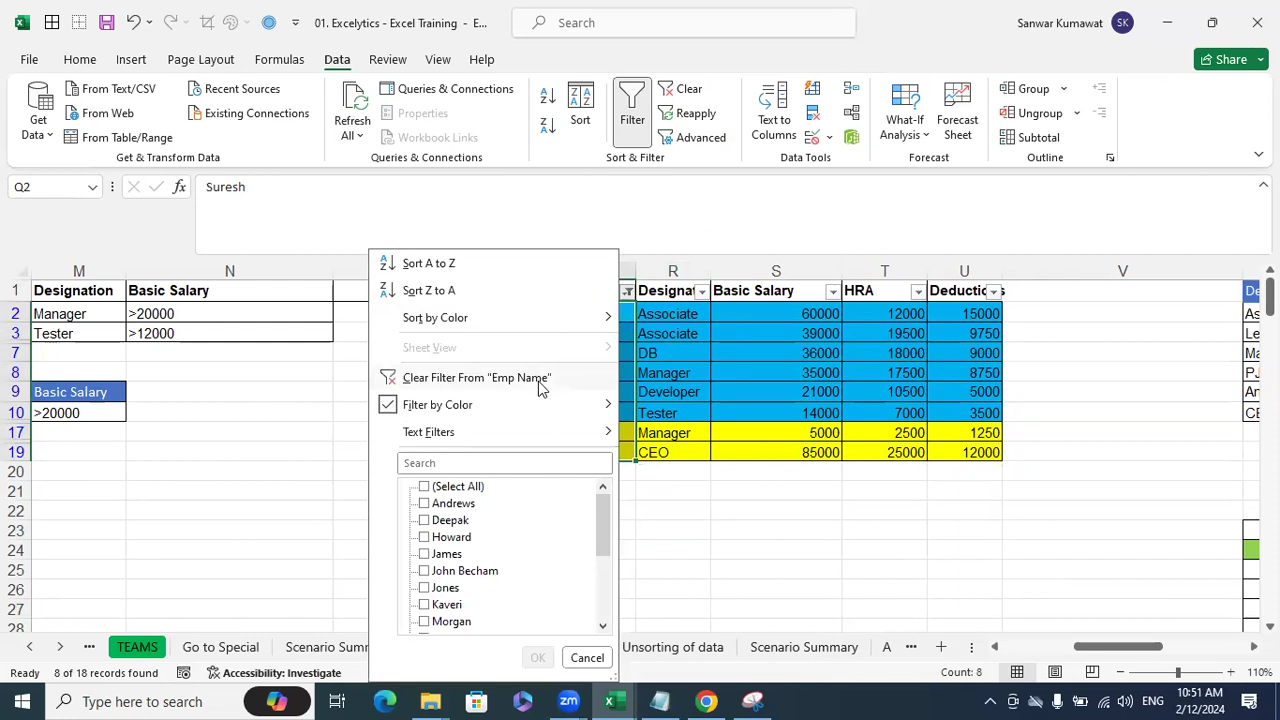 01. Excelytics - Excel Training - E...
Search
Sanwar Kumawat
SK
File Home Insert Page Layout Formulas Data Review View Help
Share
Get Data
From Text/CSV
From Web
From Table/Range
Recent Sources
Existing Connections
Get & Transform Data
Refresh All
Queries & Connections
Properties
Workbook Links
Queries & Connections
Sort
Filter
Clear
Reapply
Advanced
Sort & Filter
Text to Columns
Data Tools
What-If Analysis
Forecast Sheet
Forecast
Group
Ungroup
Subtotal
Outline
Q2
fx
Suresh
M N R S T U V
1 Designation Basic Salary Designat Basic Salary HRA Deductions De
2 Manager >20000 Associate 60000 12000 15000
3 Tester >12000 Associate 39000 19500 9750
7 DB 36000 18000 9000
8 Manager 35000 17500 8750
9 Basic Salary Developer 21000 10500 5000
10 >20000 Tester 14000 7000 3500
17 Manager 5000 2500 1250
19 CEO 85000 25000 12000
20
21
22
23
24
25
26
27
28
Sort A to Z
Sort Z to A
Sort by Color
Sheet View
Clear Filter From "Emp Name"
Filter by Color
Text Filters
Search
(Select All)
Andrews
Deepak
Howard
James
John Becham
Jones
Kaveri
Morgan
OK
Cancel
TEAMS Go to Special Scenario Summ Unsorting of data Scenario Summary A
Ready 8 of 18 records found Accessibility: Investigate Count: 8 110%
Type here to search
ENG
10:51 AM
2/12/2024